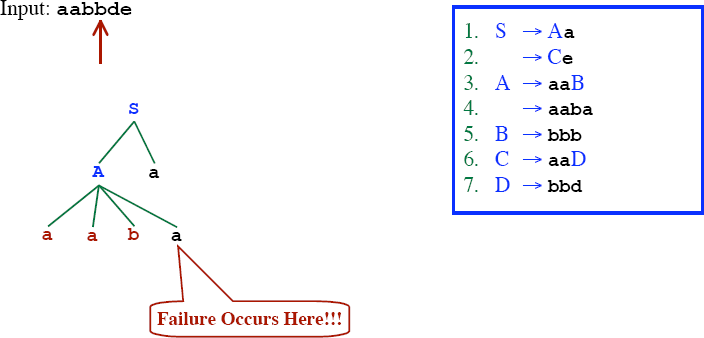 Input: aabbde
1. S → Aa
2. → Ce
3. A → aaB
4. → aaba
5. B → bbb
6. C → aaD
7. D → bbd
S
A a
a a b a
Failure Occurs Here!!!